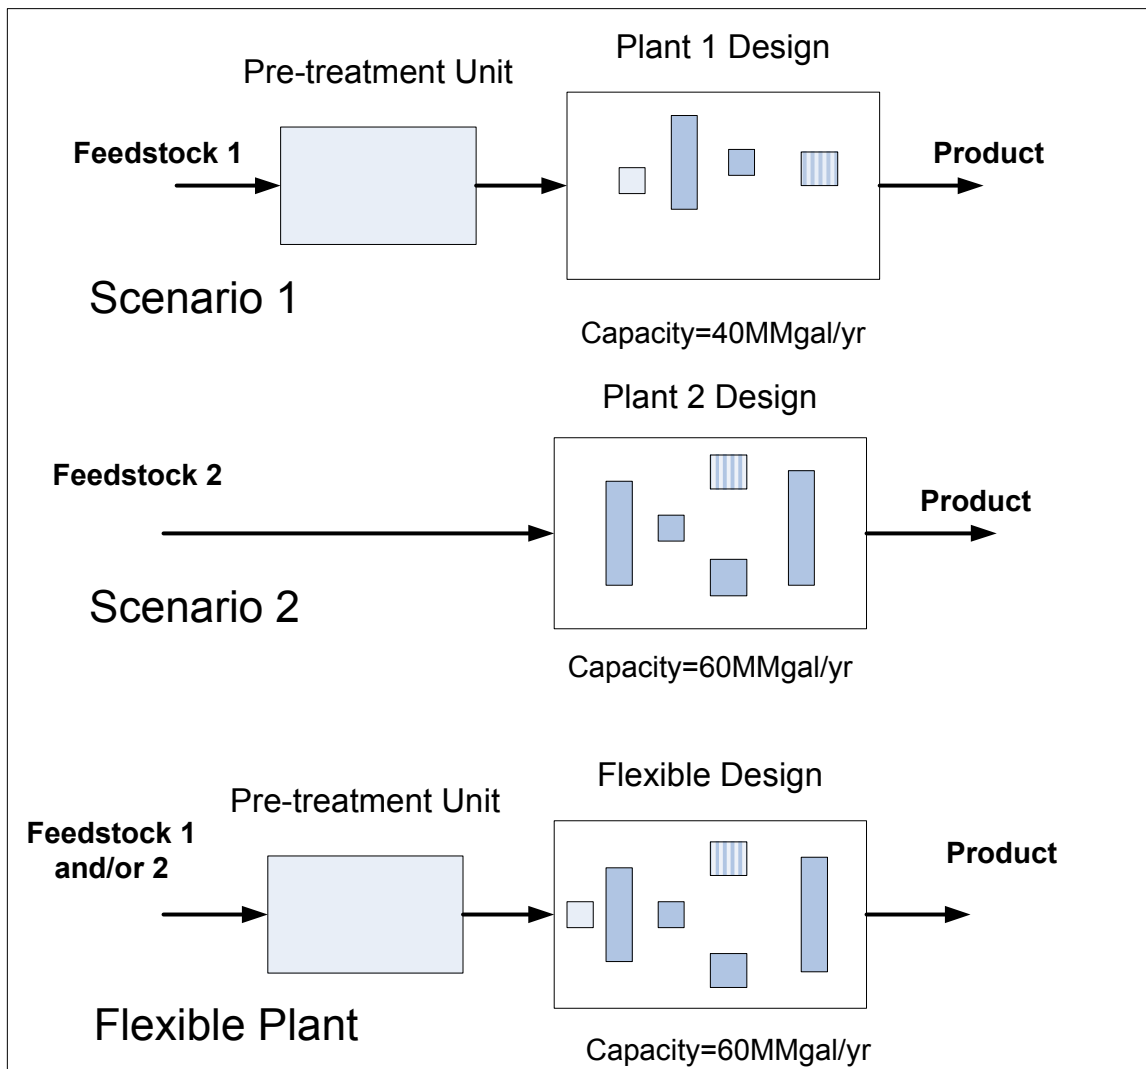 Plant 1 Design
Pre-treatment Unit
Feedstock 1
Product
Scenario 1
Capacity=40MMgal/yr
Plant 2 Design
Feedstock 2
Product
Scenario 2
Capacity=60MMgal/yr
Flexible Design
Pre-treatment Unit
Feedstock 1
and/or 2
Product
Flexible Plant
Capacity=60MMgal/yr